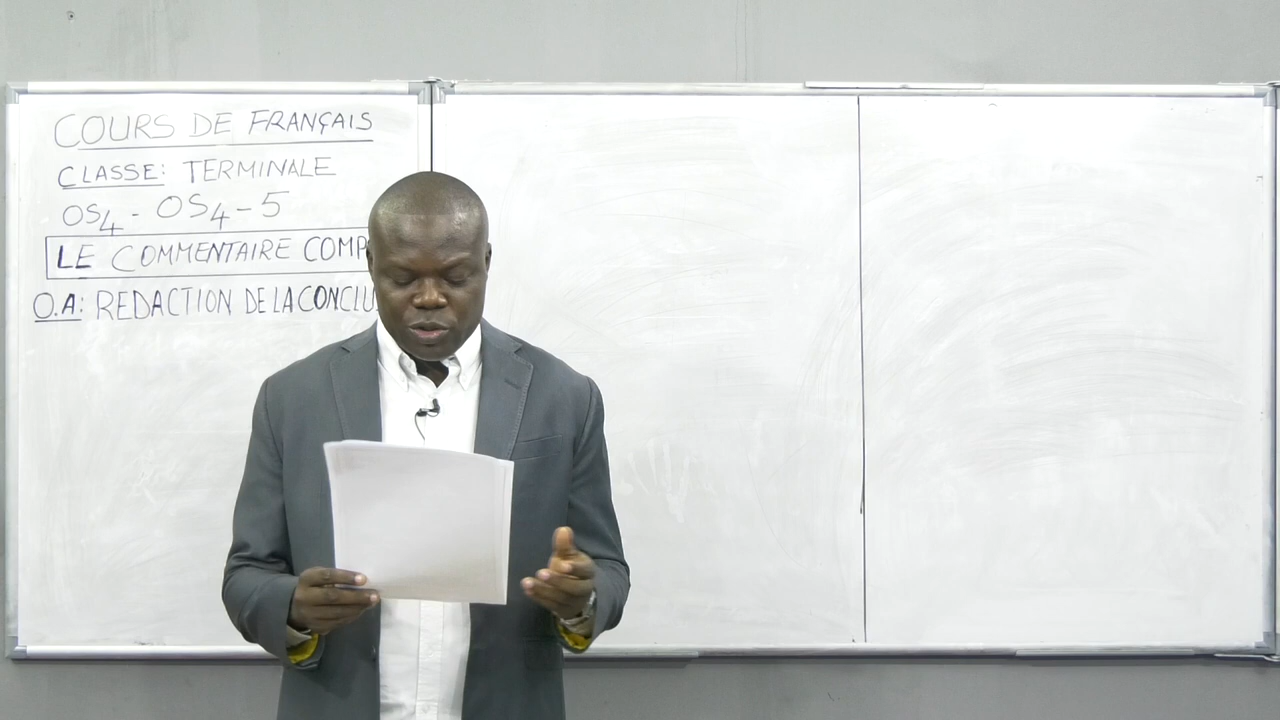 COURS DE FRANÇAIS
CLASSE: TERMINALE
OS4 - OS4-5
LE COMMENTAIRE COMP
O.A: REDACTION DE LA CONCLU